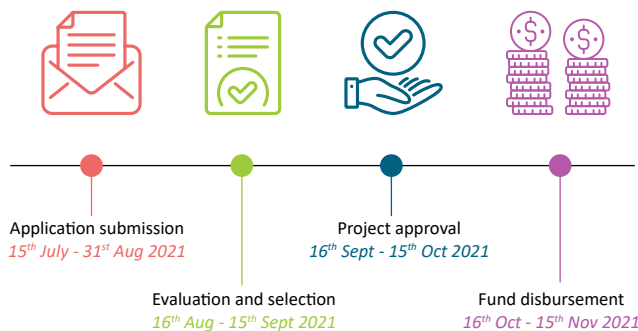 $ $
Application submission
15th July - 31st Aug 2021
Project approval
16th Sept - 15th Oct 2021
Evaluation and selection
16th Aug - 15th Sept 2021
Fund disbursement
16th Oct - 15th Nov 2021